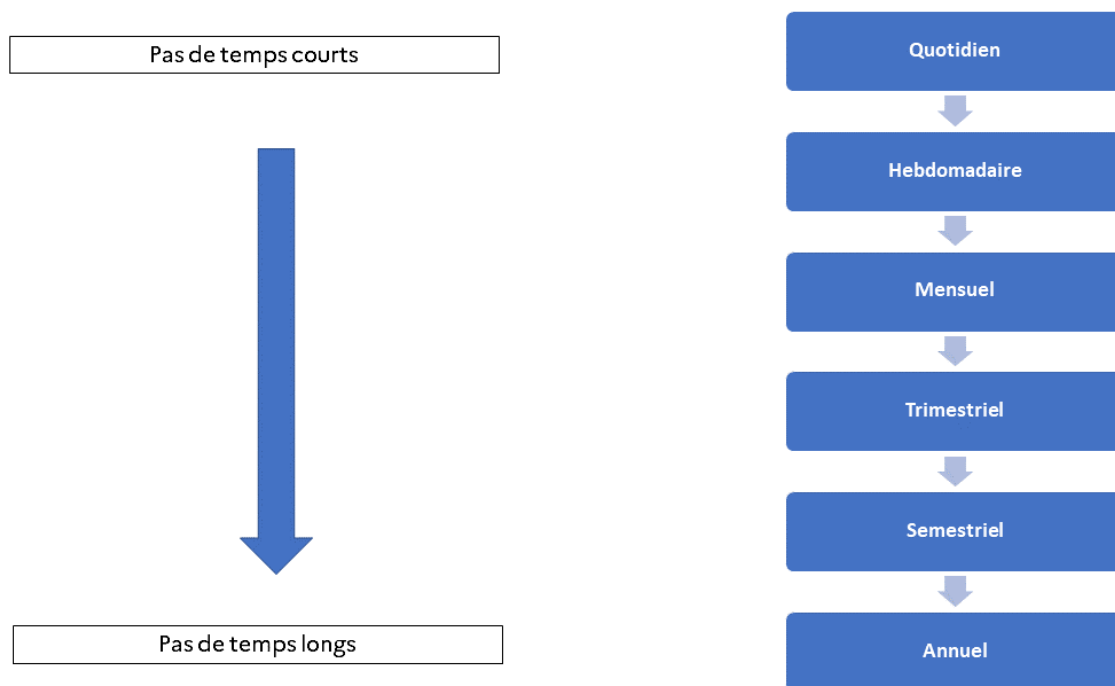 Pas de temps courts
Quotidien
Hebdomadaire
Mensuel
Trimestriel
Semestriel
Pas de temps longs
Annuel